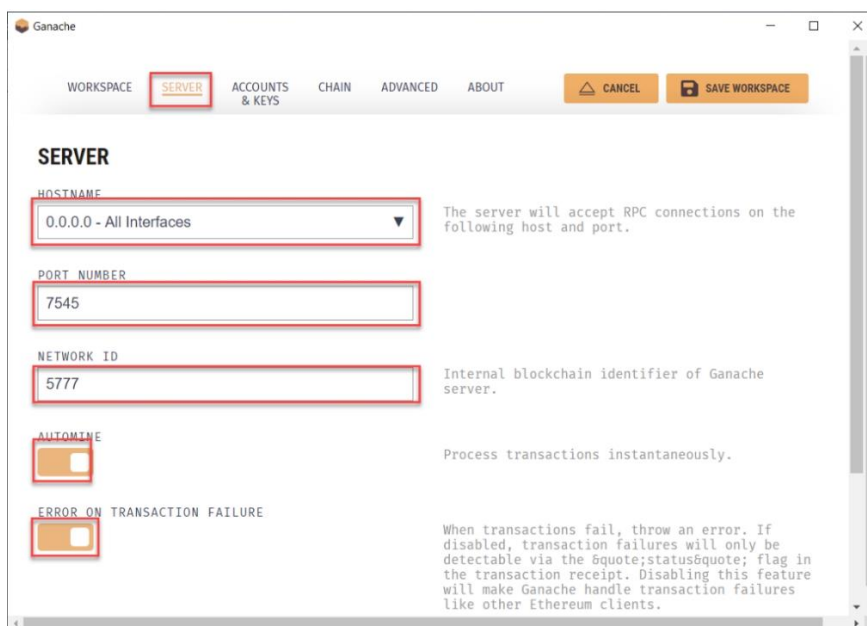 Ganache
WORKSPACE
SERVER
ACCOUNTS
& KEYS
CHAIN
ADVANCED
ABOUT
CANCEL
SAVE WORKSPACE
SERVER
HOSTNAME
0.0.0.0 - All Interfaces
The server will accept RPC connections on the
following host and port.
PORT NUMBER
7545
NETWORK ID
5777
Internal blockchain identifier of Ganache
server.
AUTOMINE
Process transactions instantaneously.
ERROR ON TRANSACTION FAILURE
When transactions fail, throw an error. If
disabled, transaction failures will only be
detectable via the &quote;status&quote; flag in
the transaction receipt. Disabling this feature
will make Ganache handle transaction failures
like other Ethereum clients.